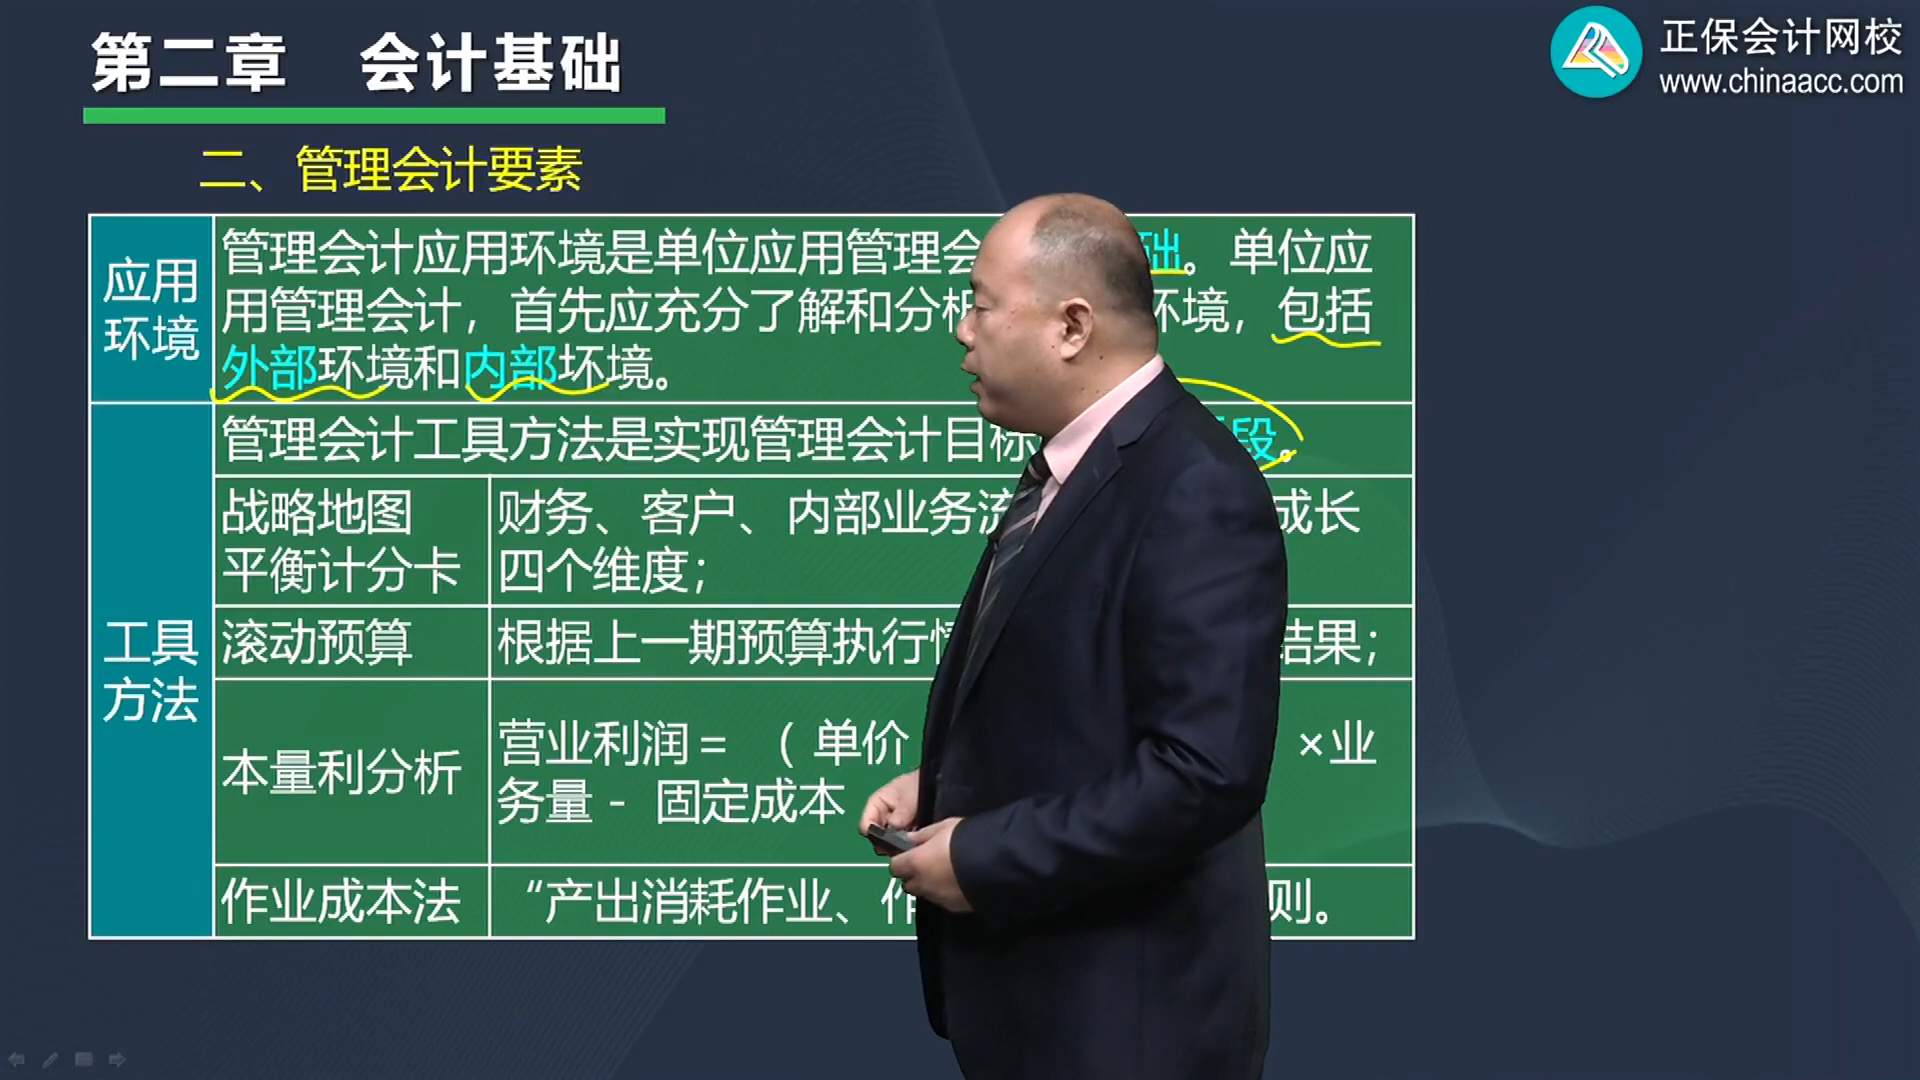 第二章 会计基础
正保会计网校
www.chinaacc.com
二、管理会计要素
应用
环境
管理会计应用环境是单位应用管理会 础。单位应
用管理会计，首先应充分了解和分析 环境，包括
外部环境和内部坏境。
工具
方法
管理会计工具方法是实现管理会计目标 段。
战略地图
平衡计分卡
财务、客户、内部业务流 成长
四个维度；
滚动预算
根据上一期预算执行情 结果；
本量利分析
营业利润＝ （ 单价 ×业
务量－ 固定成本
作业成本法
“产出消耗作业、作 则。